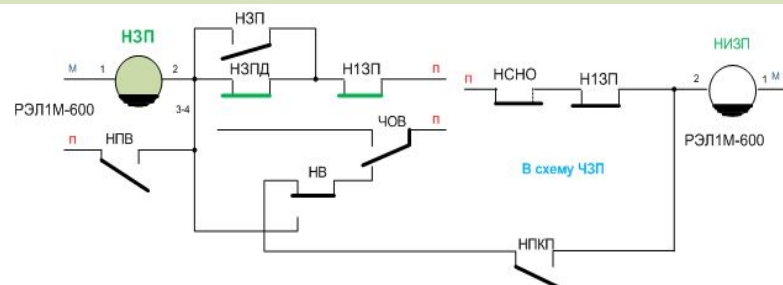 НЗП
НЗП
М 1 2 НЗПД Н1ЗП П
РЭЛ1М-600
3-4
П НПВ
ЧОВ П
НВ
П НСНО Н1ЗП 2 1 М
НИЗП
РЭЛ1М-600
В схему ЧЗП
НПКП